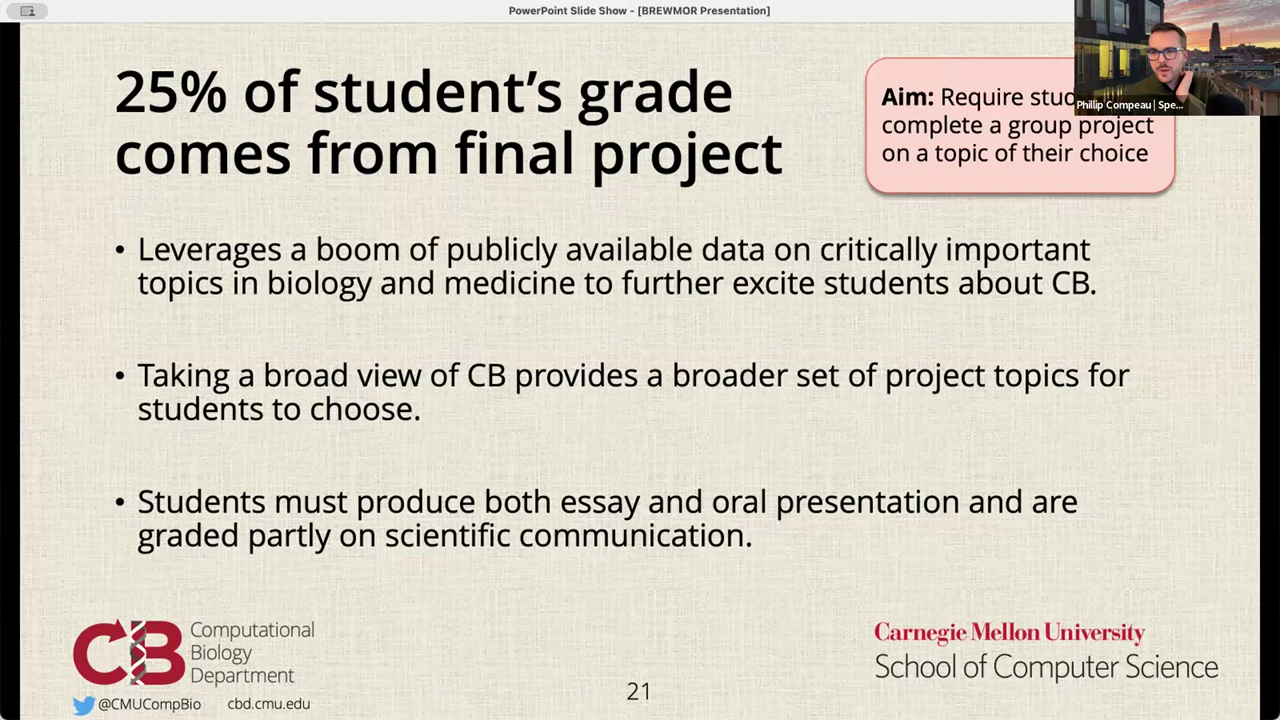 PowerPoint Slide Show - [BREWMOR Presentation]
25% of student's grade
comes from final project
Aim: Require
complete a group project
on a topic of their choice
Phillip Compeau | Spe...
• Leverages a boom of publicly available data on critically important
topics in biology and medicine to further excite students about CB.
• Taking a broad view of CB provides a broader set of project topics for
students to choose.
• Students must produce both essay and oral presentation and are
graded partly on scientific communication.
CB
Computational
Biology
Department
@CMUCompBio cbd.cmu.edu
21
Carnegie Mellon University
School of Computer Science